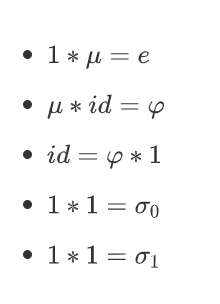 • 1 ∗ μ = e
• μ ∗ id = φ
• id = φ ∗ 1
• 1 ∗ 1 = σ₀
• 1 ∗ 1 = σ₁